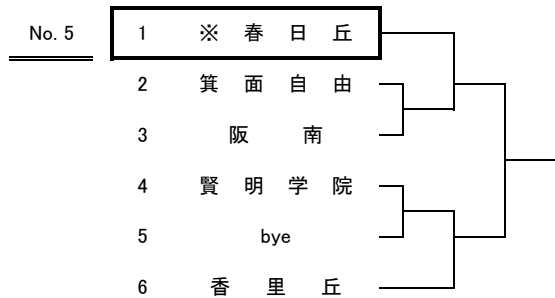 No. 5 1 ※ 春 日 丘
2 箕 面 自 由
3 阪 南
4 賢 明 学 院
5 bye
6 香 里 丘